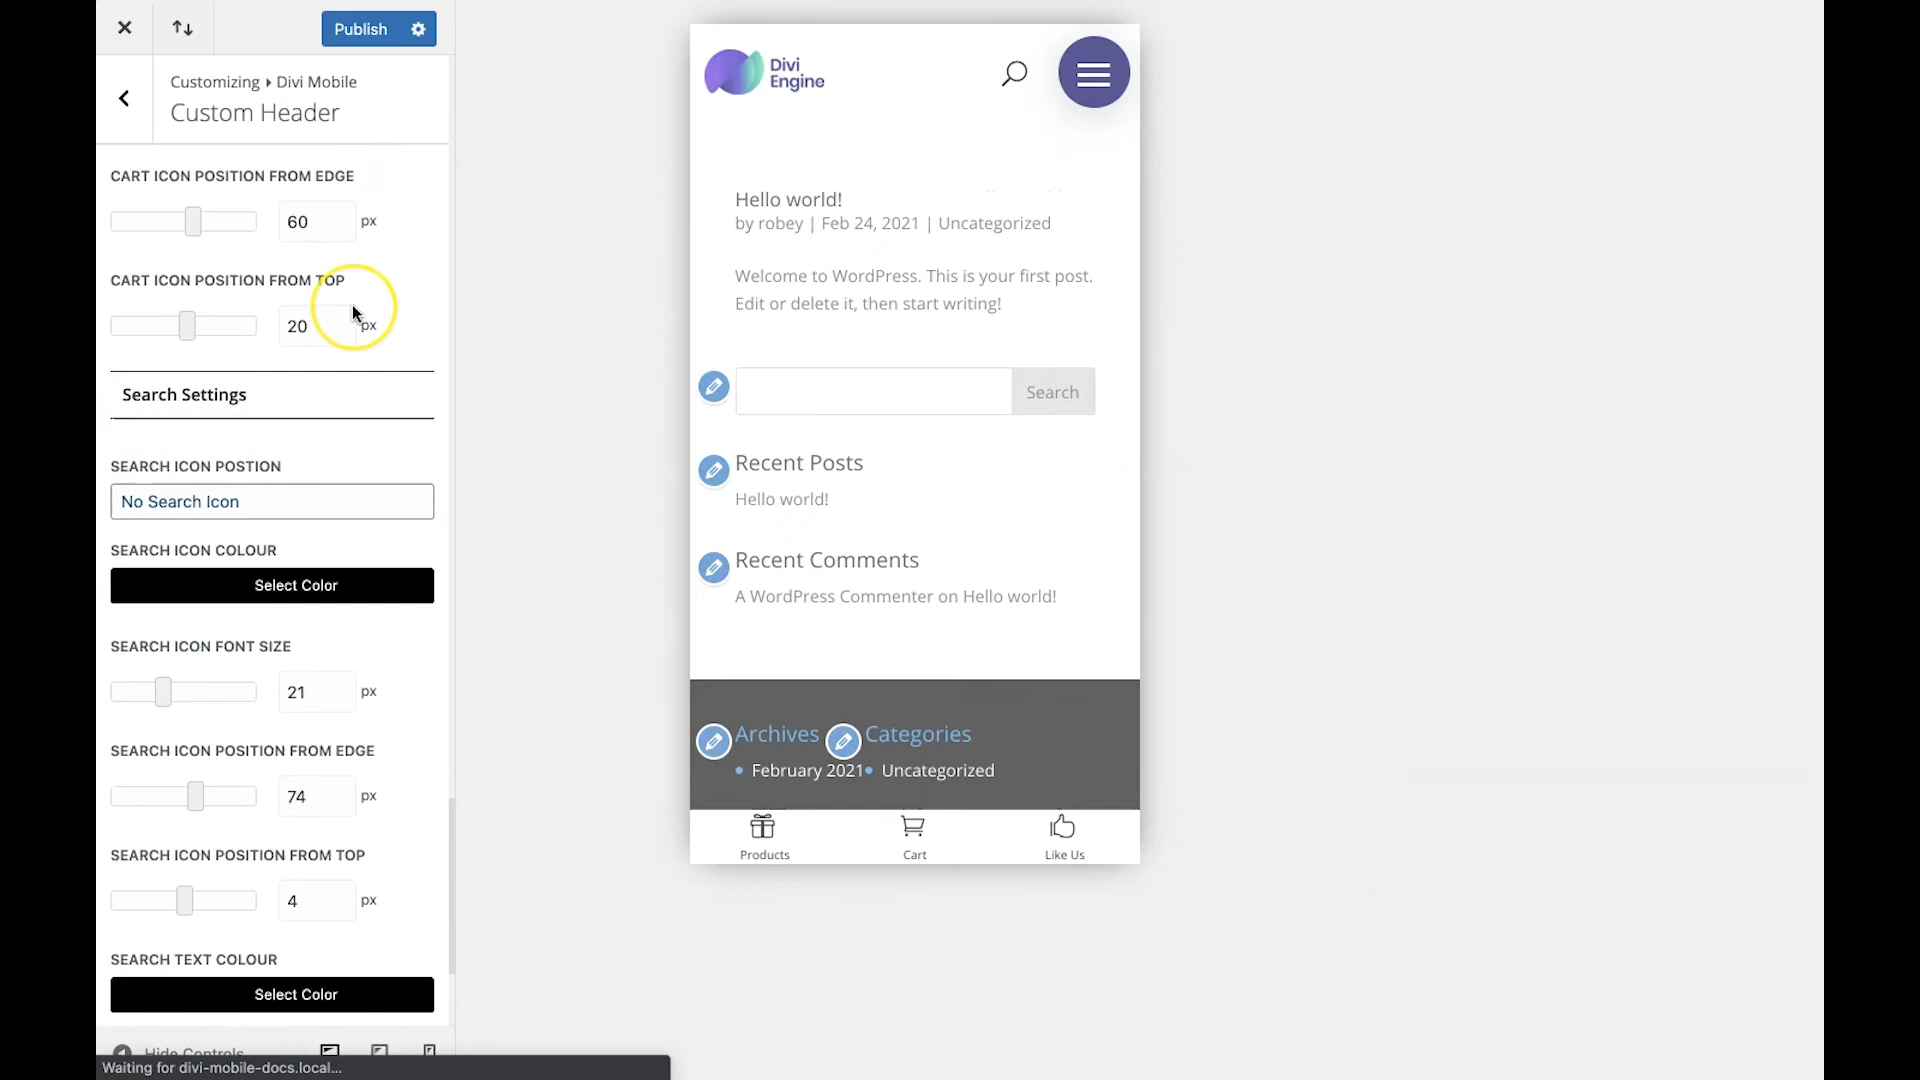 Publish
Customizing ▸ Divi Mobile
Custom Header
CART ICON POSITION FROM EDGE
60 px
CART ICON POSITION FROM TOP
20 px
Search Settings
SEARCH ICON POSTION
No Search Icon
SEARCH ICON COLOUR
Select Color
SEARCH ICON FONT SIZE
21 px
SEARCH ICON POSITION FROM EDGE
74 px
SEARCH ICON POSITION FROM TOP
4 px
SEARCH TEXT COLOUR
Select Color
Hide Controls
Waiting for divi-mobile-docs.local...
Divi
Engine
Hello world!
by robey | Feb 24, 2021 | Uncategorized
Welcome to WordPress. This is your first post.
Edit or delete it, then start writing!
Search
Recent Posts
Hello world!
Recent Comments
A WordPress Commenter on Hello world!
Archives Categories
• February 2021 • Uncategorized
Products Cart Like Us